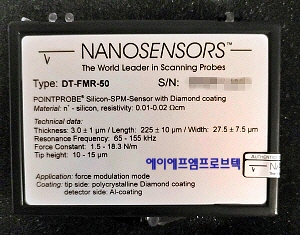 NANOSENSORS™
The World Leader in Scanning Probes
Type: DT-FMR-50 S/N:
POINTPROBE® Silicon-SPM-Sensor with Diamond coating
Material: n⁺ - silicon, resistivity: 0.01-0.02 Ωcm
Technical data:
Thickness: 3.0 ± 1 µm / Length: 225 ± 10 µm / Width: 27.5 ± 7.5 µm
Resonance Frequency: 65 - 155 kHz
Force Constant: 1.5 - 18.3 N/m
Tip height: 10 - 15 µm
에이에프엠프로브텍
Application: force modulation mode
Coating: tip side: polycrystalline Diamond coating
detector side: Al-coating